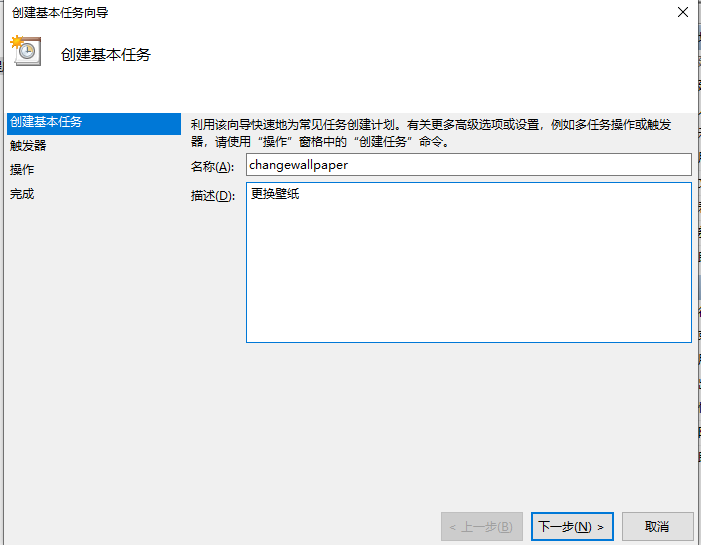 创建基本任务向导
创建基本任务
创建基本任务
触发器
操作
完成
利用该向导快速地为常见任务创建计划。有关更多高级选项或设置，例如多任务操作或触发
器，请使用“操作”窗格中的“创建任务”命令。
名称(A):
changewallpaper
描述(D):
更换壁纸
< 上一步(B)
下一步(N) >
取消